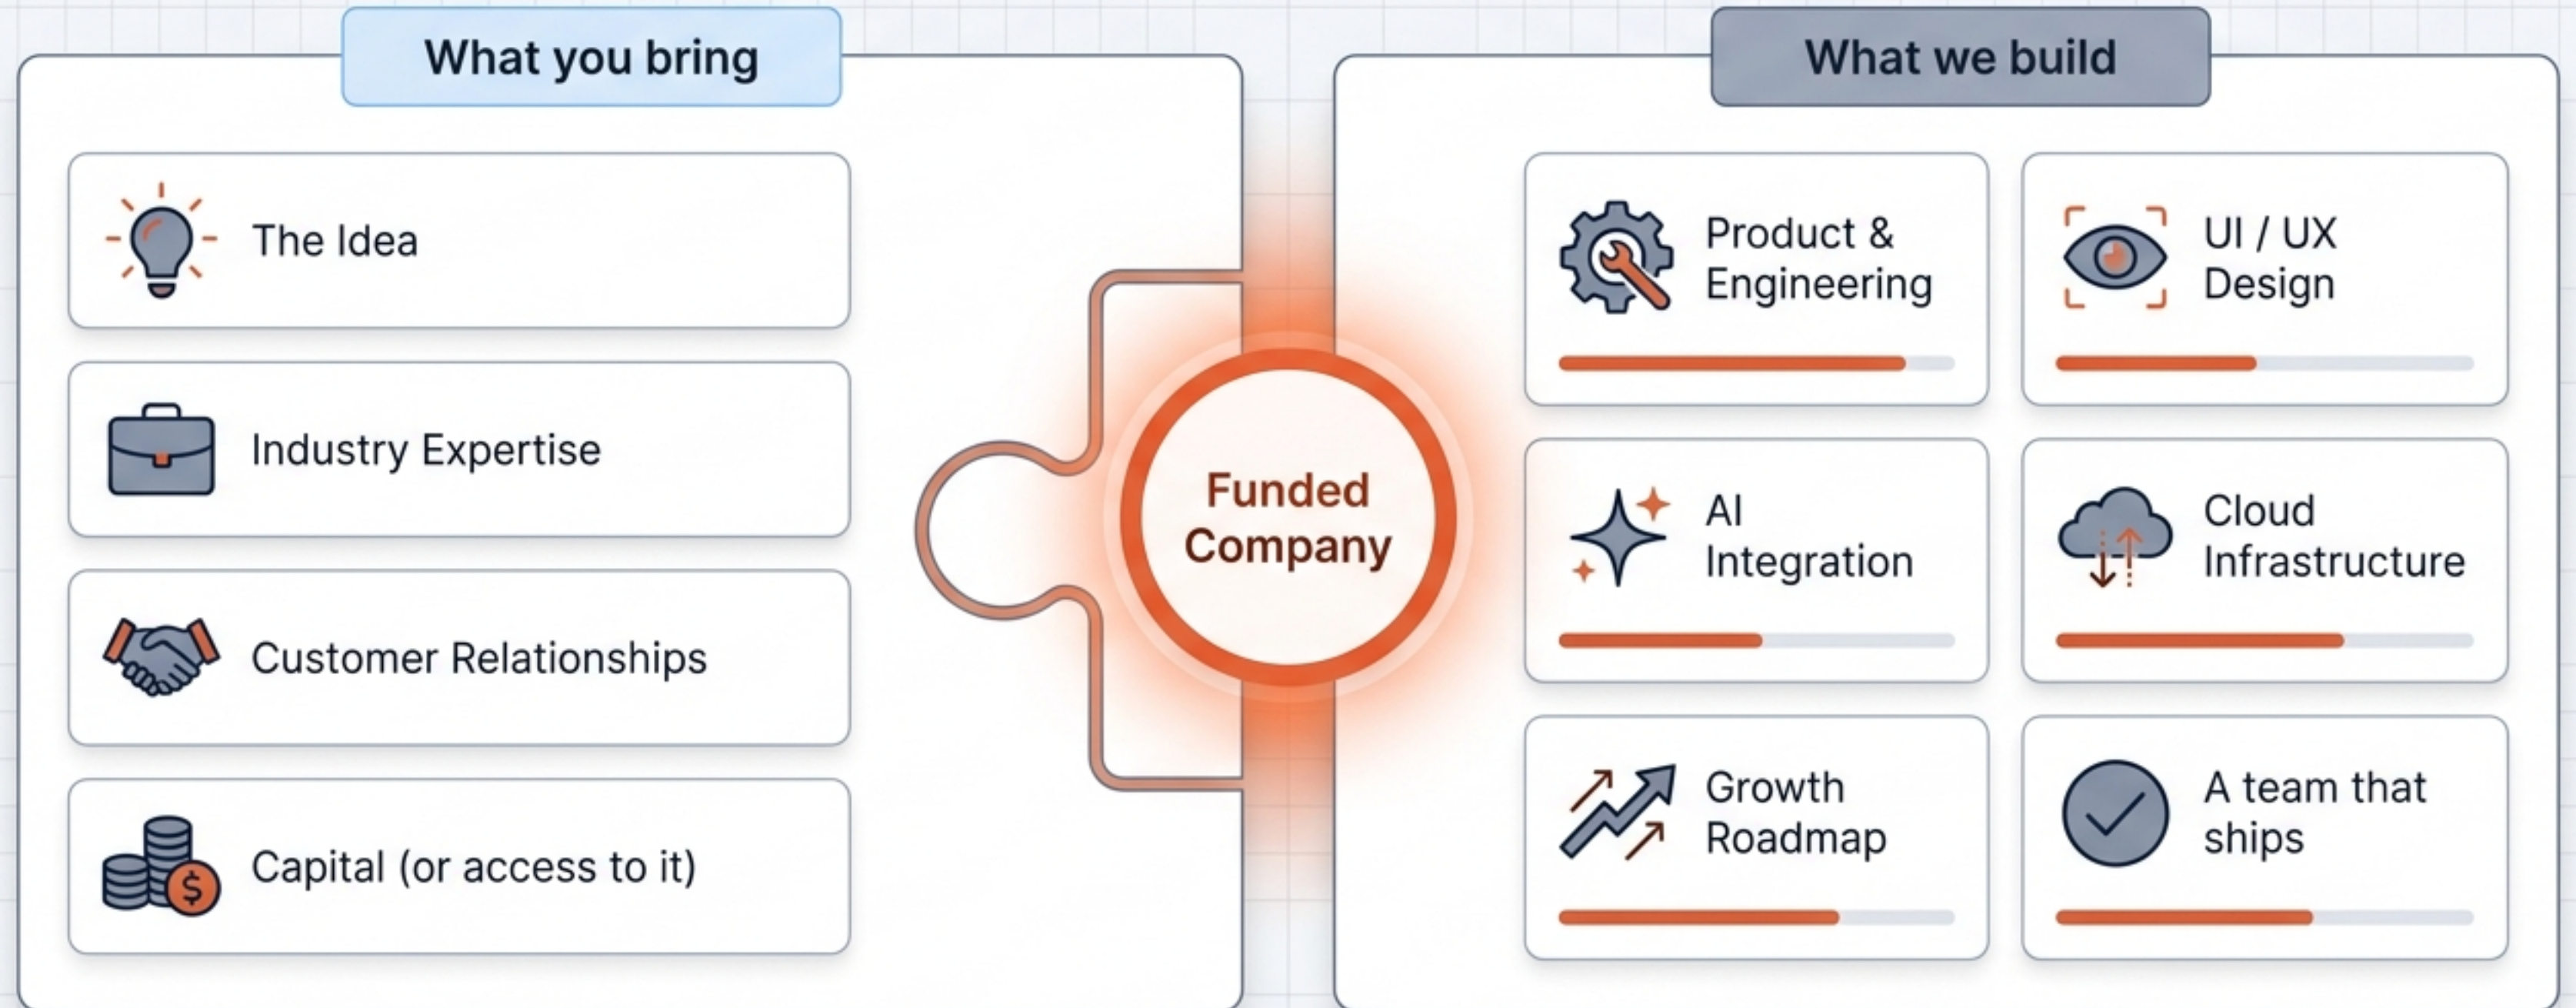 What you bring
The Idea
Industry Expertise
Customer Relationships
Capital (or access to it)
$
Funded
Company
What we build
Product &
Engineering
UI / UX
Design
AI
Integration
Cloud
Infrastructure
Growth
Roadmap
A team that
ships